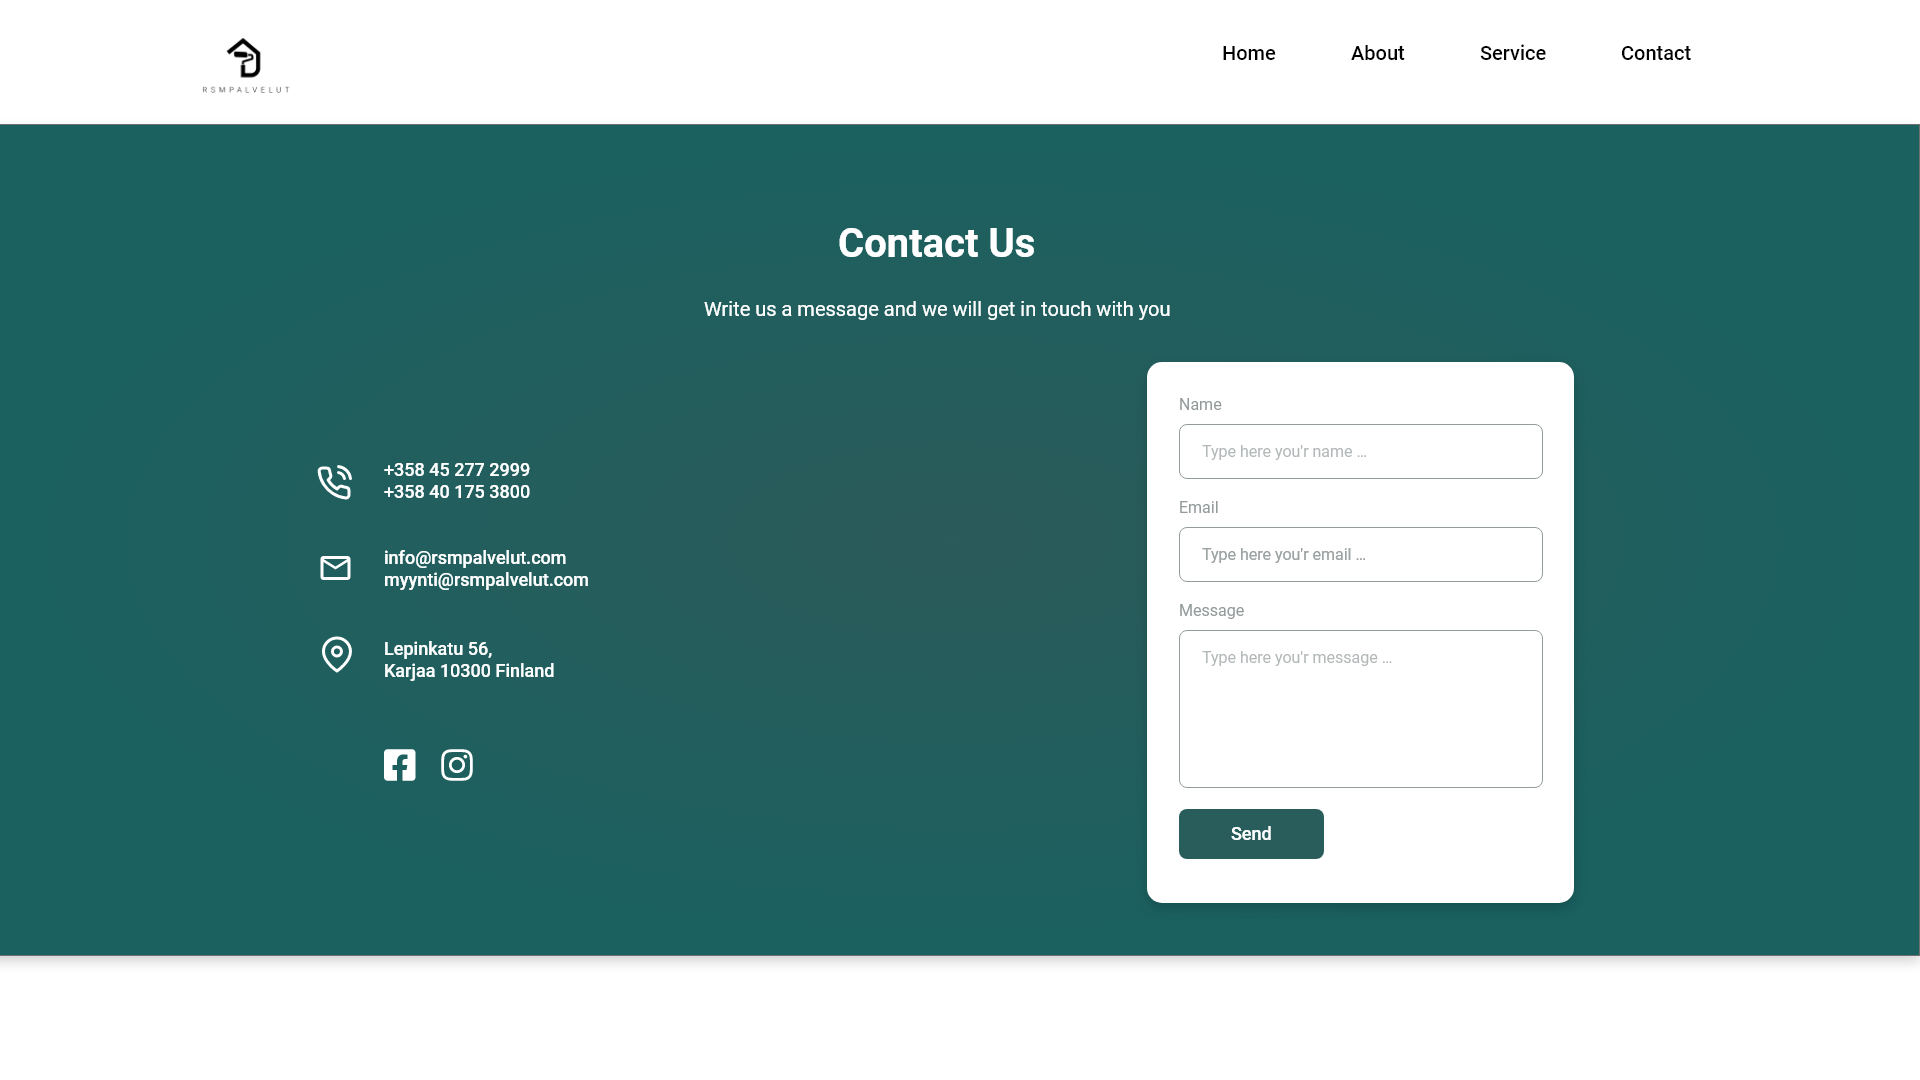 RSMPALVELUT
Home
About
Service
Contact
Contact Us
Write us a message and we will get in touch with you
+358 45 277 2999
+358 40 175 3800
info@rsmpalvelut.com
myynti@rsmpalvelut.com
Lepinkatu 56,
Karjaa 10300 Finland
Name
Type here you'r name ...
Email
Type here you'r email ...
Message
Type here you'r message ...
Send